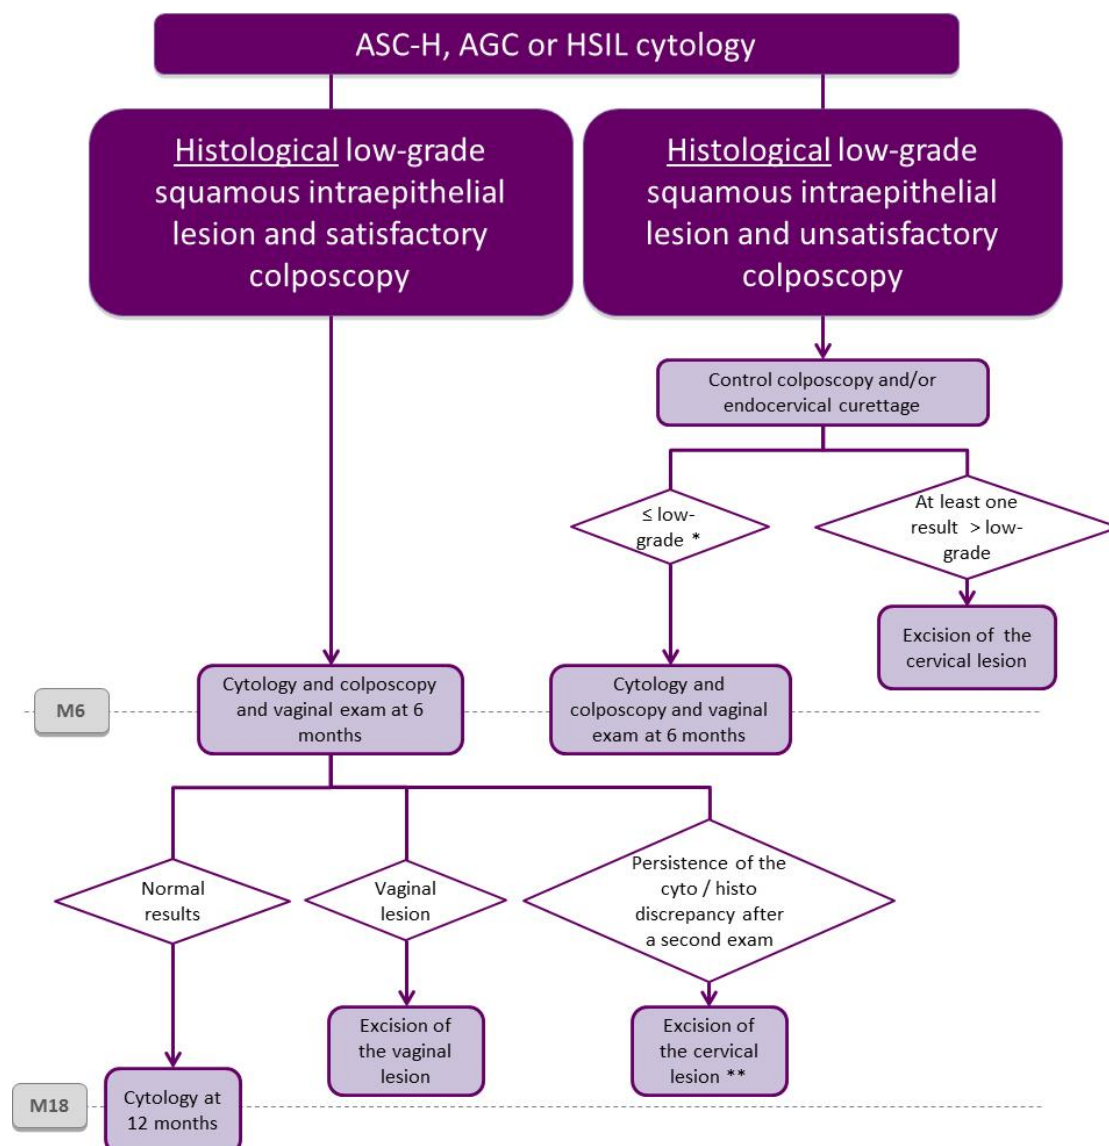 ASC-H, AGC or HSIL cytology
Histological low-grade
squamous intraepithelial
lesion and satisfactory
colposcopy
Histological low-grade
squamous intraepithelial
lesion and unsatisfactory
colposcopy
Control colposcopy and/or
endocervical curettage
≤ low-
grade *
At least one
result > low-
grade
Excision of the
cervical lesion
M6
Cytology and colposcopy
and vaginal exam at 6
months
Cytology and
colposcopy and vaginal
exam at 6 months
Normal
results
Vaginal
lesion
Persistence of the
cyto / histo
discrepancy after
a second exam
Excision of
the vaginal
lesion
Excision of
the cervical
lesion **
M18
Cytology at
12 months